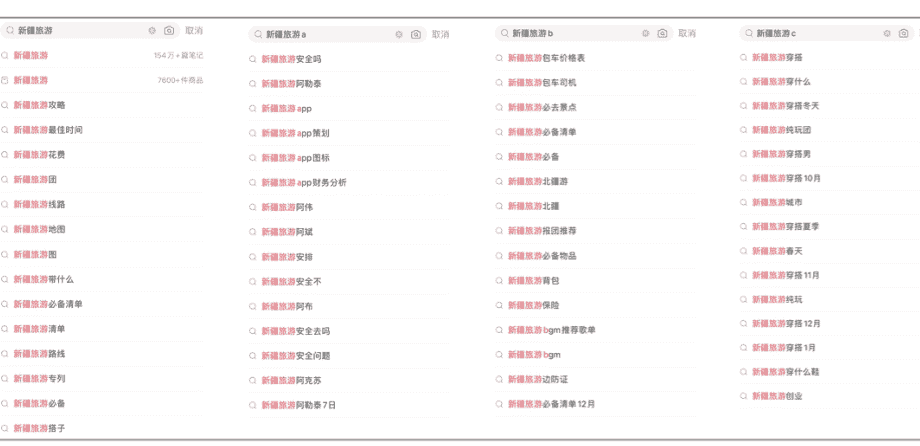 新疆旅游 取消
新疆旅游 154万+篇笔记
新疆旅游 7600+件商品
新疆旅游攻略
新疆旅游最佳时间
新疆旅游花费
新疆旅游团
新疆旅游线路
新疆旅游地图
新疆旅游图
新疆旅游带什么
新疆旅游必备清单
新疆旅游清单
新疆旅游路线
新疆旅游专列
新疆旅游必备
新疆旅游搭子
新疆旅游a 取消
新疆旅游安全吗
新疆旅游阿勒泰
新疆旅游app
新疆旅游app策划
新疆旅游app图标
新疆旅游app财务分析
新疆旅游阿伟
新疆旅游阿斌
新疆旅游安排
新疆旅游安全不
新疆旅游阿布
新疆旅游安全去吗
新疆旅游安全问题
新疆旅游阿克苏
新疆旅游阿勒泰7日
新疆旅游b 取消
新疆旅游包车价格表
新疆旅游包车司机
新疆旅游必去景点
新疆旅游必备清单
新疆旅游必备
新疆旅游北疆游
新疆旅游北疆
新疆旅游报团推荐
新疆旅游必备物品
新疆旅游背包
新疆旅游保险
新疆旅游bgm推荐歌单
新疆旅游bgm
新疆旅游边防证
新疆旅游必备清单12月
新疆旅游c
新疆旅游穿搭
新疆旅游穿什么
新疆旅游穿搭冬天
新疆旅游纯玩团
新疆旅游穿搭男
新疆旅游穿搭10月
新疆旅游城市
新疆旅游穿搭夏季
新疆旅游春天
新疆旅游穿搭11月
新疆旅游纯玩
新疆旅游穿搭12月
新疆旅游穿搭1月
新疆旅游穿什么鞋
新疆旅游创业